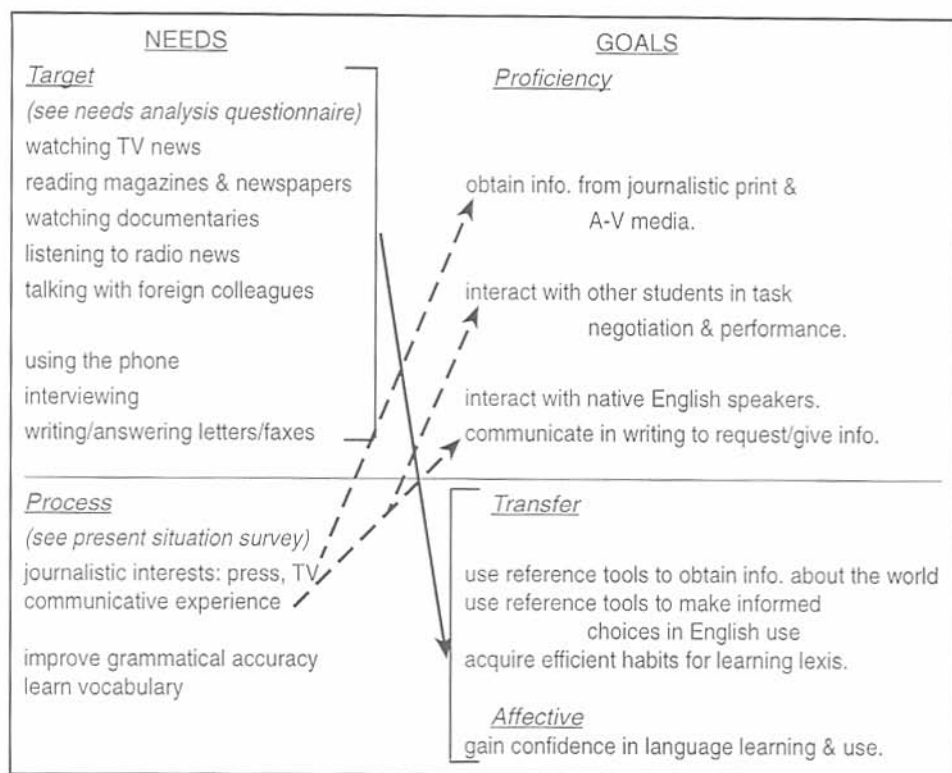 NEEDS
Target
(see needs analysis questionnaire)
watching TV news
reading magazines & newspapers
watching documentaries
listening to radio news
talking with foreign colleagues
using the phone
interviewing
writing/answering letters/faxes
GOALS
Proficiency
obtain info. from journalistic print &
A-V media.
interact with other students in task
negotiation & performance.
interact with native English speakers.
communicate in writing to request/give info.
Process
(see present situation survey)
journalistic interests: press, TV
communicative experience
improve grammatical accuracy
learn vocabulary
Transfer
use reference tools to obtain info. about the world
use reference tools to make informed
choices in English use
acquire efficient habits for learning lexis.
Affective
gain confidence in language learning & use.